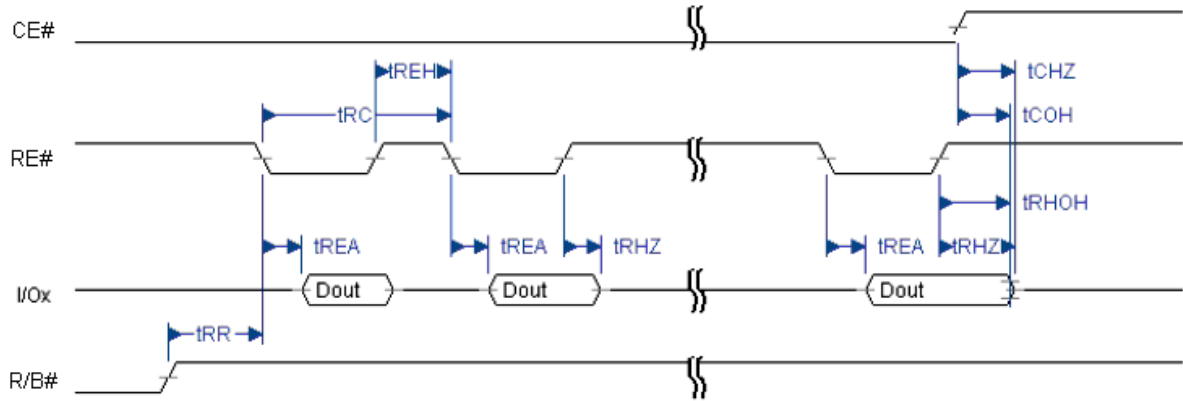 CE#
tREH
tCHZ
tRC
tCOH
RE#
tRHOH
tREA
tREA
tRHZ
tREA
tRHZ
I/Ox
Dout
Dout
Dout
tRR
R/B#